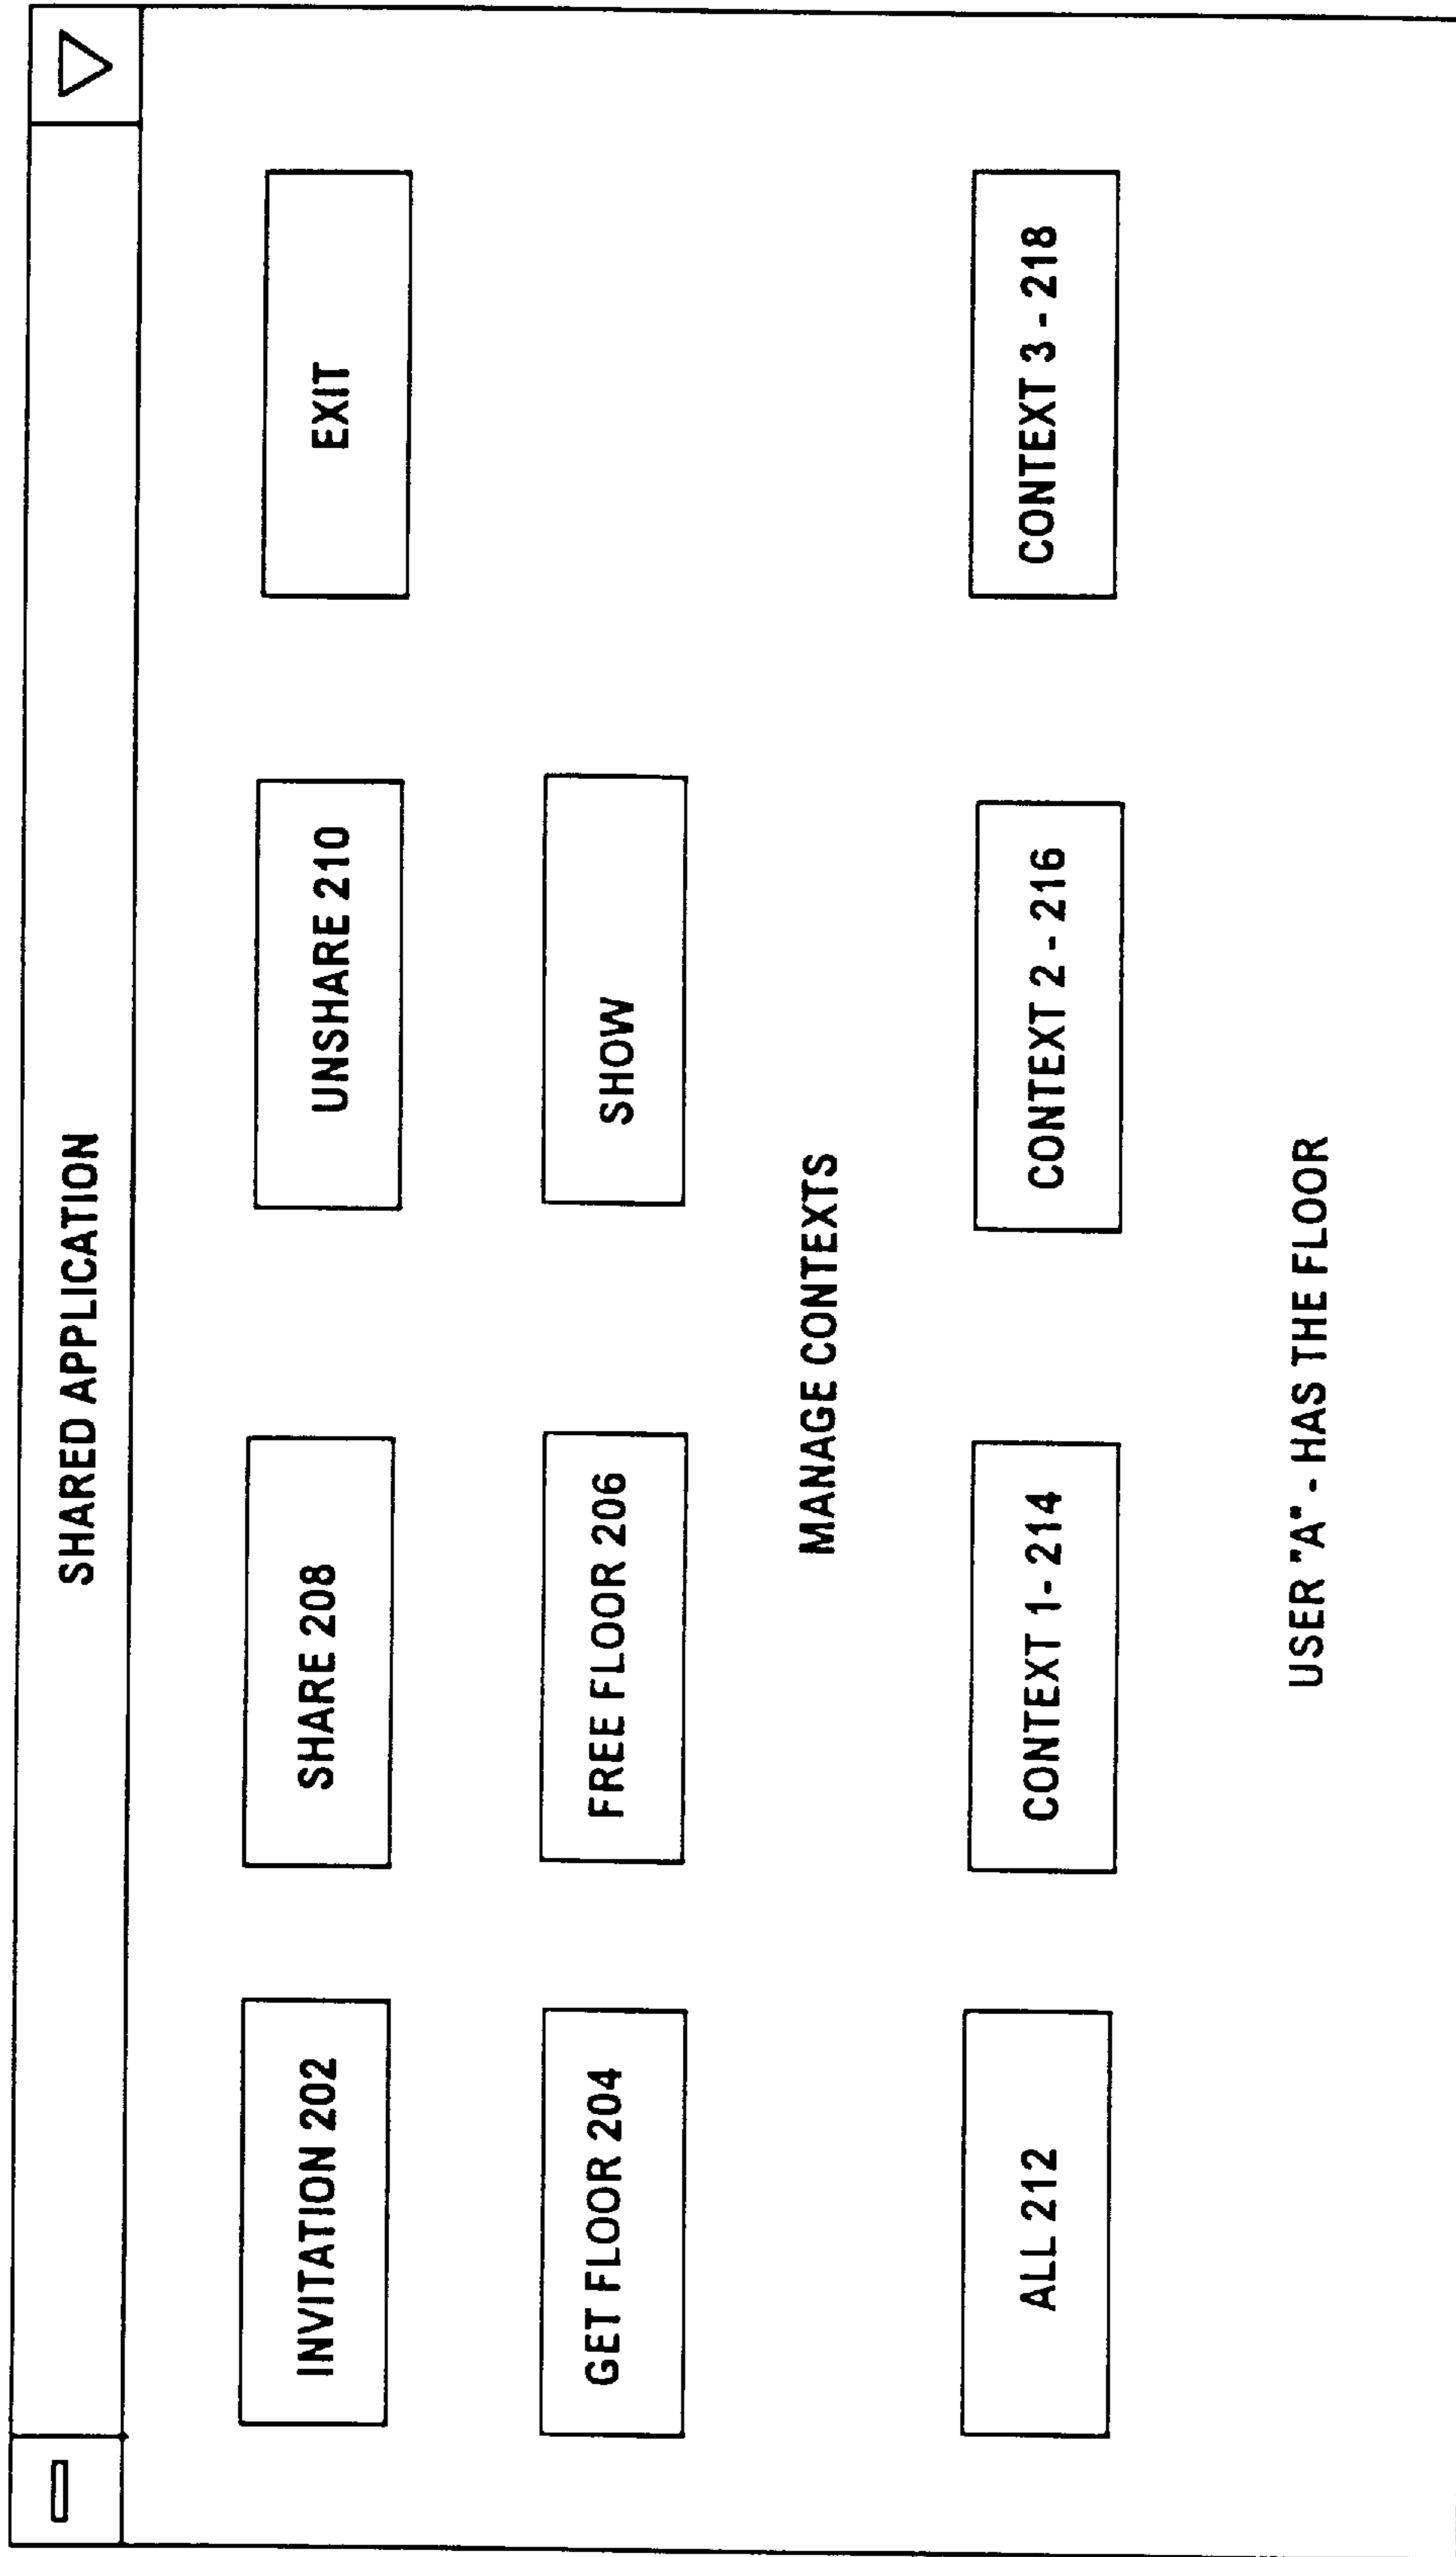 SHARED APPLICATION
INVITATION 202
SHARE 208
UNSHARE 210
EXIT
GET FLOOR 204
FREE FLOOR 206
SHOW
MANAGE CONTEXTS
ALL 212
CONTEXT 1- 214
CONTEXT 2 - 216
CONTEXT 3 - 218
USER "A" - HAS THE FLOOR